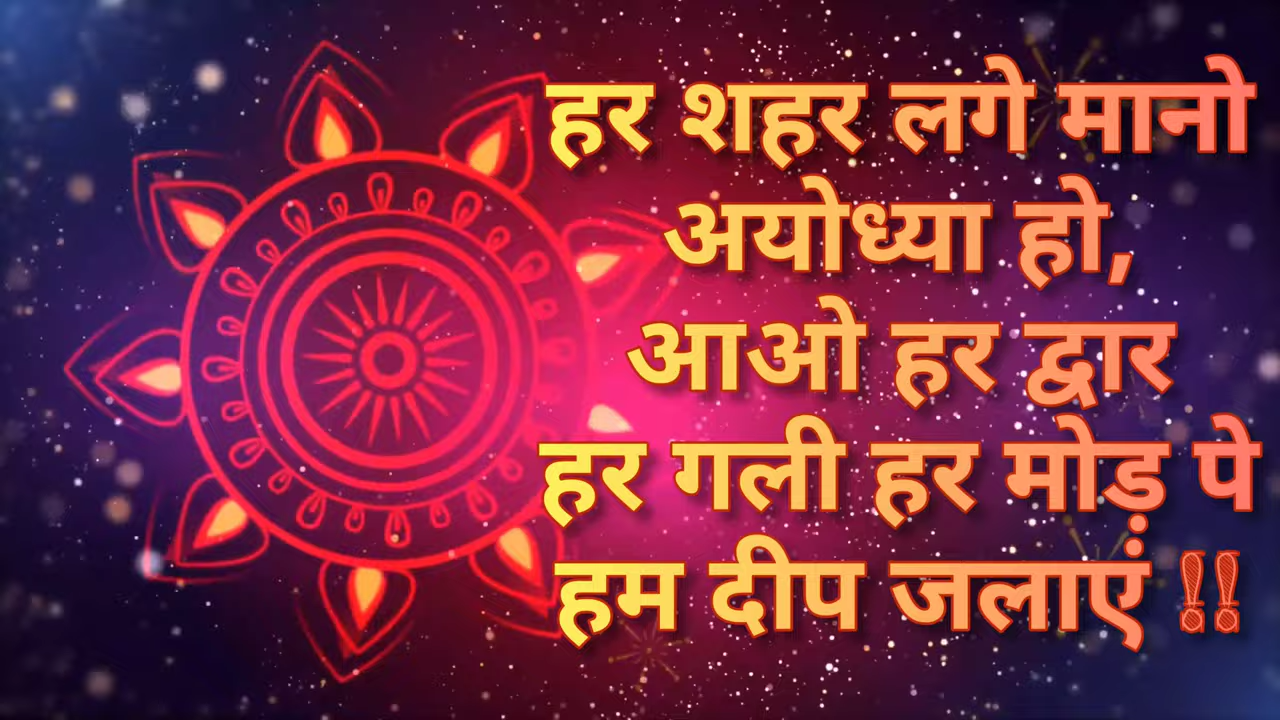 हर शहर लगे मानो
अयोध्या हो,
आओ हर द्वार
हर गली हर मोड़ पे
हम दीप जलाएं !!